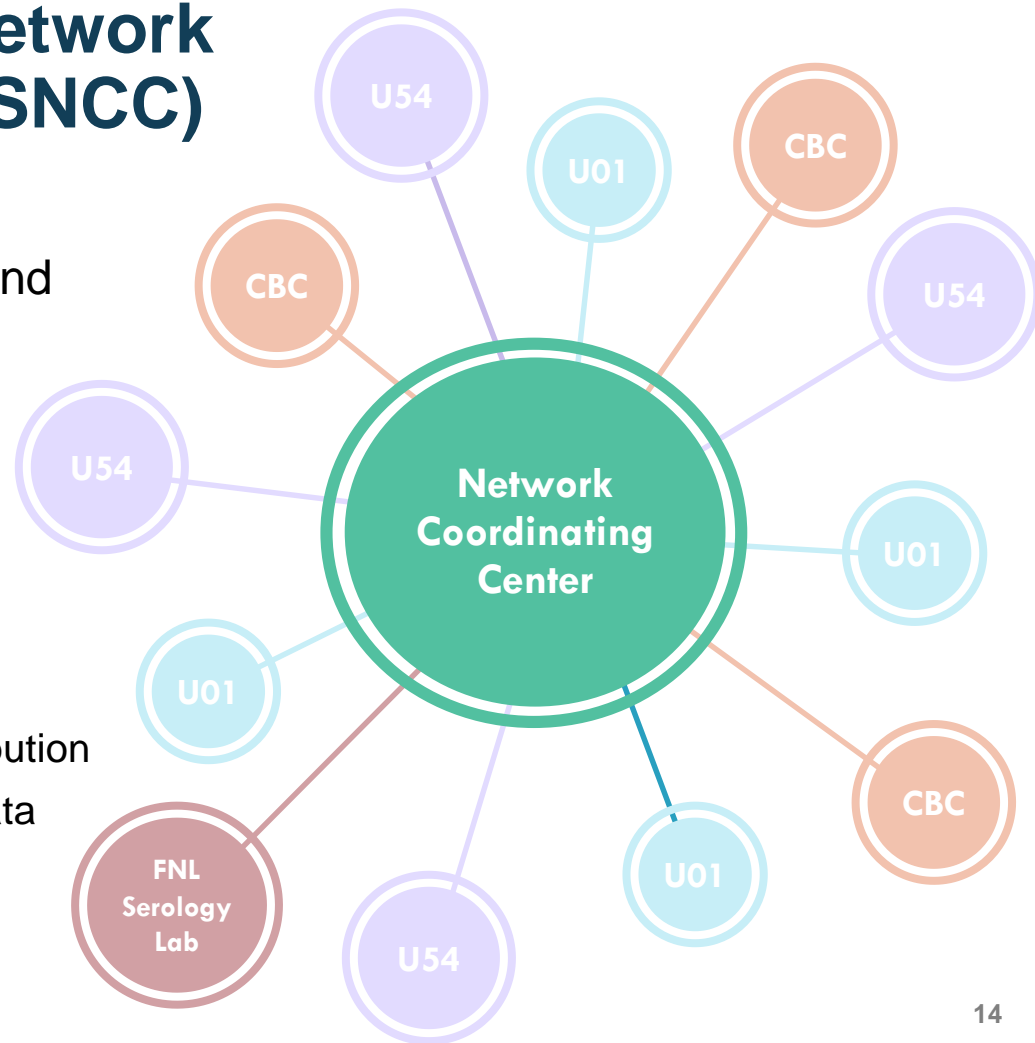 etwork
SNCC)
U54
U01
CBC
nd
CBC
U54
U54
Network
Coordinating
Center
U01
U01
ution
ta
CBC
FNL
Serology
Lab
U01
U54
14